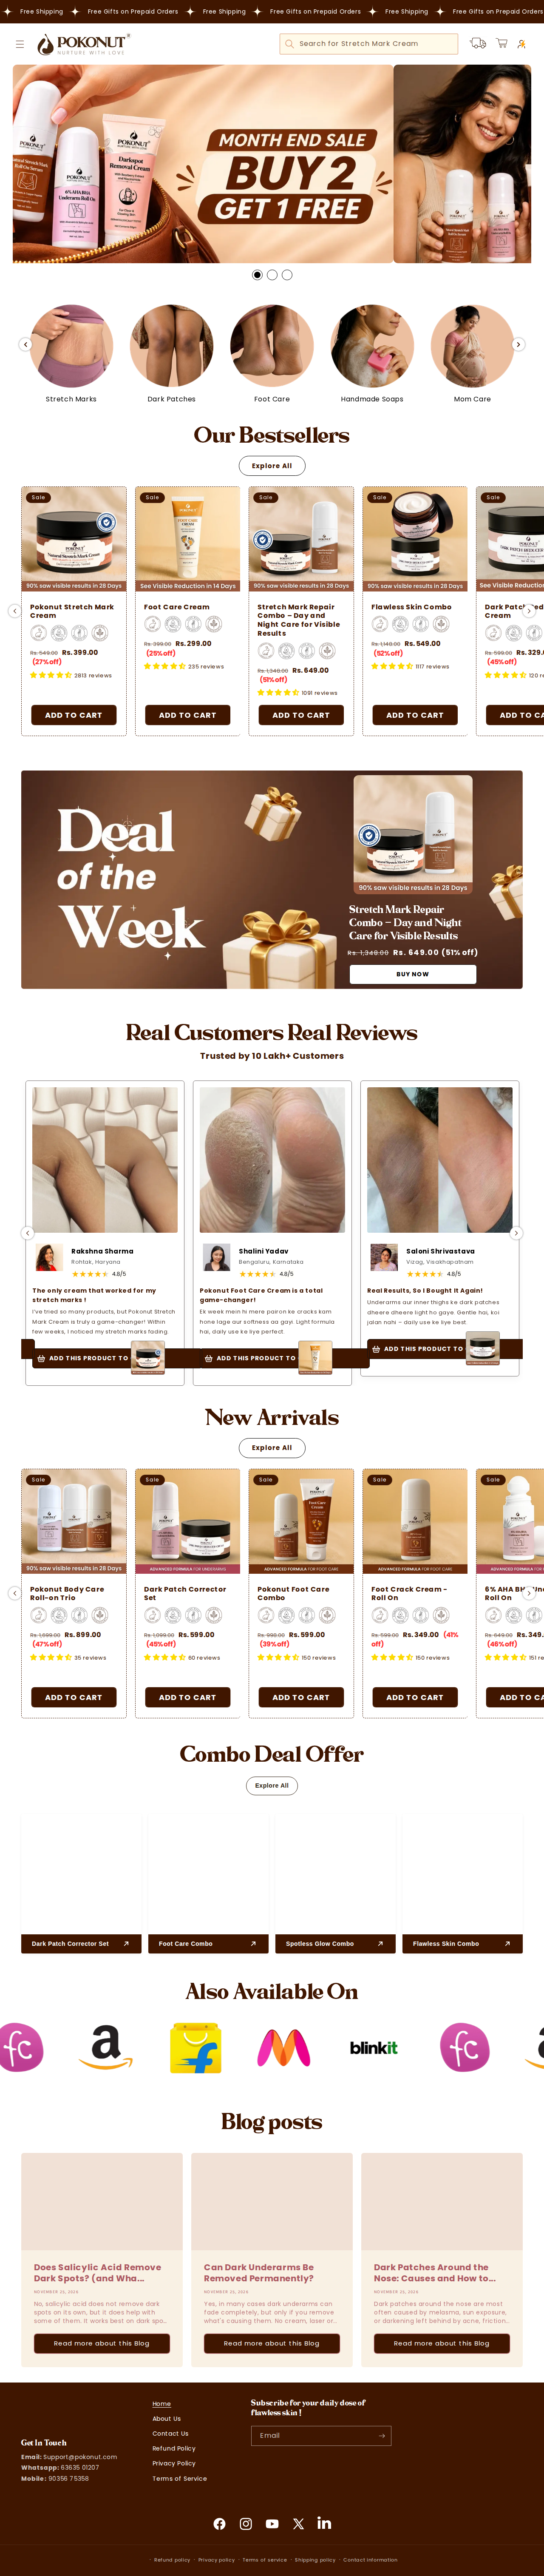 Free Shipping Free Gifts on Prepaid Orders Free Shipping Free Gifts on Prepaid Orders Free Shipping Free Gifts on Prepaid Orders
POKONUT®
NURTURE WITH LOVE
Search for Stretch Mark Cream
MONTH END SALE
BUY 2
GET 1 FREE
Stretch Marks
Dark Patches
Foot Care
Handmade Soaps
Mom Care
Our Bestsellers
Explore All
Sale
90% saw visible results in 28 Days
Pokonut Stretch Mark
Cream
Rs. 549.00 Rs. 399.00
(27%off)
2813 reviews
ADD TO CART
Sale
See Visible Reduction in 14 Days
Foot Care Cream
Rs. 399.00 Rs. 299.00
(25%off)
235 reviews
ADD TO CART
Sale
90% saw visible results in 28 Days
Stretch Mark Repair
Combo – Day and
Night Care for Visible
Results
Rs. 1,348.00 Rs. 649.00
(51%off)
1091 reviews
ADD TO CART
Sale
90% saw visible results in 28 Days
Flawless Skin Combo
Rs. 1,149.00 Rs. 549.00
(52%off)
1117 reviews
ADD TO CART
Sale
See Visible Reduction
Dark Patch
Cream
Rs. 599.00 Rs. 329.0
(45%off)
120 re
ADD TO CA
Deal
of the
Week
90% saw visible results in 28 Days
Stretch Mark Repair
Combo – Day and Night
Care for Visible Results
Rs. 1,348.00 Rs. 649.00 (51% off)
BUY NOW
Real Customers Real Reviews
Trusted by 10 Lakh+ Customers
Rakshna Sharma
Rohtak, Haryana
4.8/5
The only cream that worked for my
stretch marks !
I've tried so many products, but Pokonut Stretch
Mark Cream is on another level! Within
few weeks, I noticed my stretch marks fading
ADD THIS PRODUCT TO
Shalini Yadav
Bengaluru, Karnataka
4.8/5
Pokonut Foot Care Cream is a total
game-changer!
Ek week mein hi mere pairon ke cracks kam
hone lage aur softness aa gayi. Light formula
hai, daily use ke liye perfect.
ADD THIS PRODUCT TO
Saloni Shrivastava
Vizag, Visakhapatnam
4.8/5
Real Results, So I Bought It Again!
Underarms aur inner thighs ke dark patches
dheere dheere light ho gaye. Gentle hai, koi
jalan nahi – daily use ke liye best.
ADD THIS PRODUCT TO
New Arrivals
Explore All
Sale
90% saw visible results in 28 Days
Pokonut Body Care
Roll-on Trio
Rs. 1,699.00 Rs. 899.00
(47%off)
35 reviews
ADD TO CART
Sale
ADVANCED FORMULA FOR UNDERARMS
Dark Patch Corrector
Set
Rs. 1,099.00 Rs. 599.00
(45%off)
60 reviews
ADD TO CART
Sale
ADVANCED FORMULA FOR FOOT CARE
Pokonut Foot Care
Combo
Rs. 998.00 Rs. 599.00
(39%off)
150 reviews
ADD TO CART
Sale
ADVANCED FORMULA FOR FOOT CARE
Foot Crack Cream -
Roll On
Rs. 599.00 Rs. 349.00 (41%
off)
150 reviews
ADD TO CART
Sale
ADVANCED FORMULA FOR
6% AHA
Roll On
Rs. 649.00 Rs. 349.
(46%off)
151 re
ADD TO CA
Combo Deal Offer
Explore All
Dark Patch Corrector Set
Foot Care Combo
Spotless Glow Combo
Flawless Skin Combo
Also Available On
fc a blinkit fc
Blog posts
Does Salicylic Acid Remove
Dark Spots? (and Wha...
No, salicylic acid does not remove dark
spots on its own, but it does help with
some of it. It works best on dark spo...
Read more about this Blog
Can Dark Underarms Be
Removed Permanently?
Yes, in many cases dark underarms can
fade completely, but only if you remove
what's causing them. No cream, laser or...
Read more about this Blog
Dark Patches Around the
Nose: Causes and How to...
Dark patches around the nose are most
often caused by melasma, sun exposure,
or darkening left behind by acne, friction...
Read more about this Blog
Get In Touch
Email: Support@pokonut.com
Whatsapp: 63635 01207
Mobile: 90356 75358
Home
About Us
Contact Us
Refund Policy
Privacy Policy
Terms of Service
Subscribe for your daily dose of
flawless skin !
Email
Refund policy · Privacy policy · Terms of service · Shipping policy · Contact information